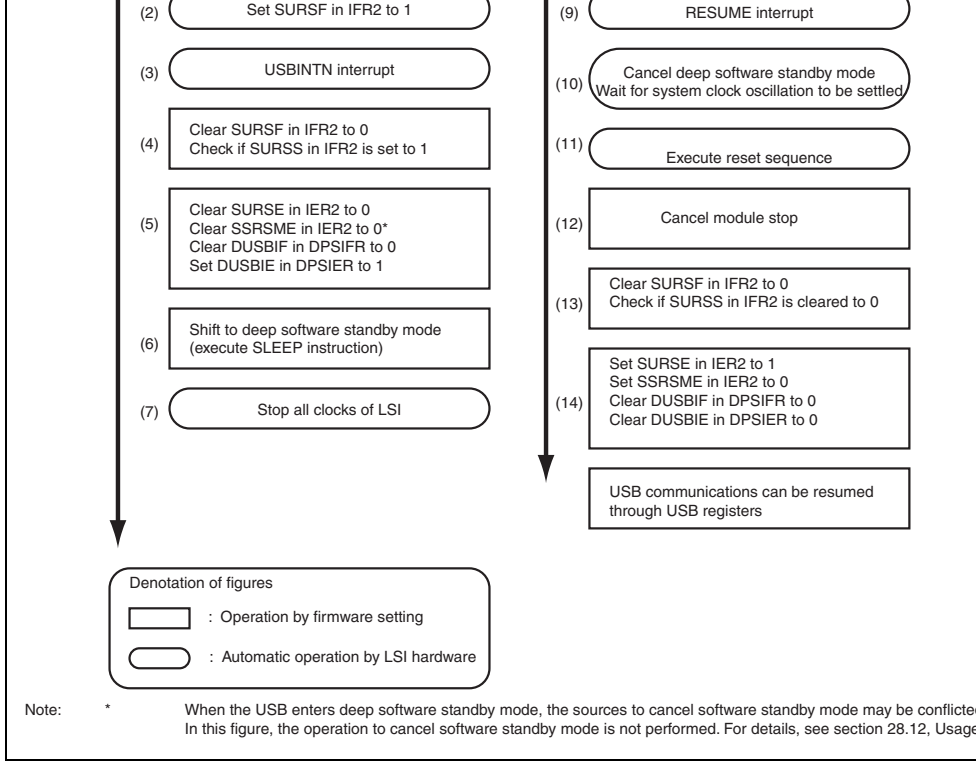 (2)
Set SURSF in IFR2 to 1
(3)
USBINTN interrupt
(4)
Clear SURSF in IFR2 to 0
Check if SURSS in IFR2 is set to 1
(5)
Clear SURSE in IER2 to 0
Clear SSRSME in IER2 to 0*
Clear DUSBIF in DPSIFR to 0
Set DUSBIE in DPSIER to 1
(6)
Shift to deep software standby mode
(execute SLEEP instruction)
(7)
Stop all clocks of LSI
(9)
RESUME interrupt
(10)
Cancel deep software standby mode
Wait for system clock oscillation to be settled
(11)
Execute reset sequence
(12)
Cancel module stop
(13)
Clear SURSF in IFR2 to 0
Check if SURSS in IFR2 is cleared to 0
(14)
Set SURSE in IER2 to 1
Set SSRSME in IER2 to 0
Clear DUSBIF in DPSIFR to 0
Clear DUSBIE in DPSIER to 0
USB communications can be resumed
through USB registers
Denotation of figures
: Operation by firmware setting
: Automatic operation by LSI hardware
Note: * When the USB enters deep software standby mode, the sources to cancel software standby mode may be conflicte
In this figure, the operation to cancel software standby mode is not performed. For details, see section 28.12, Usage